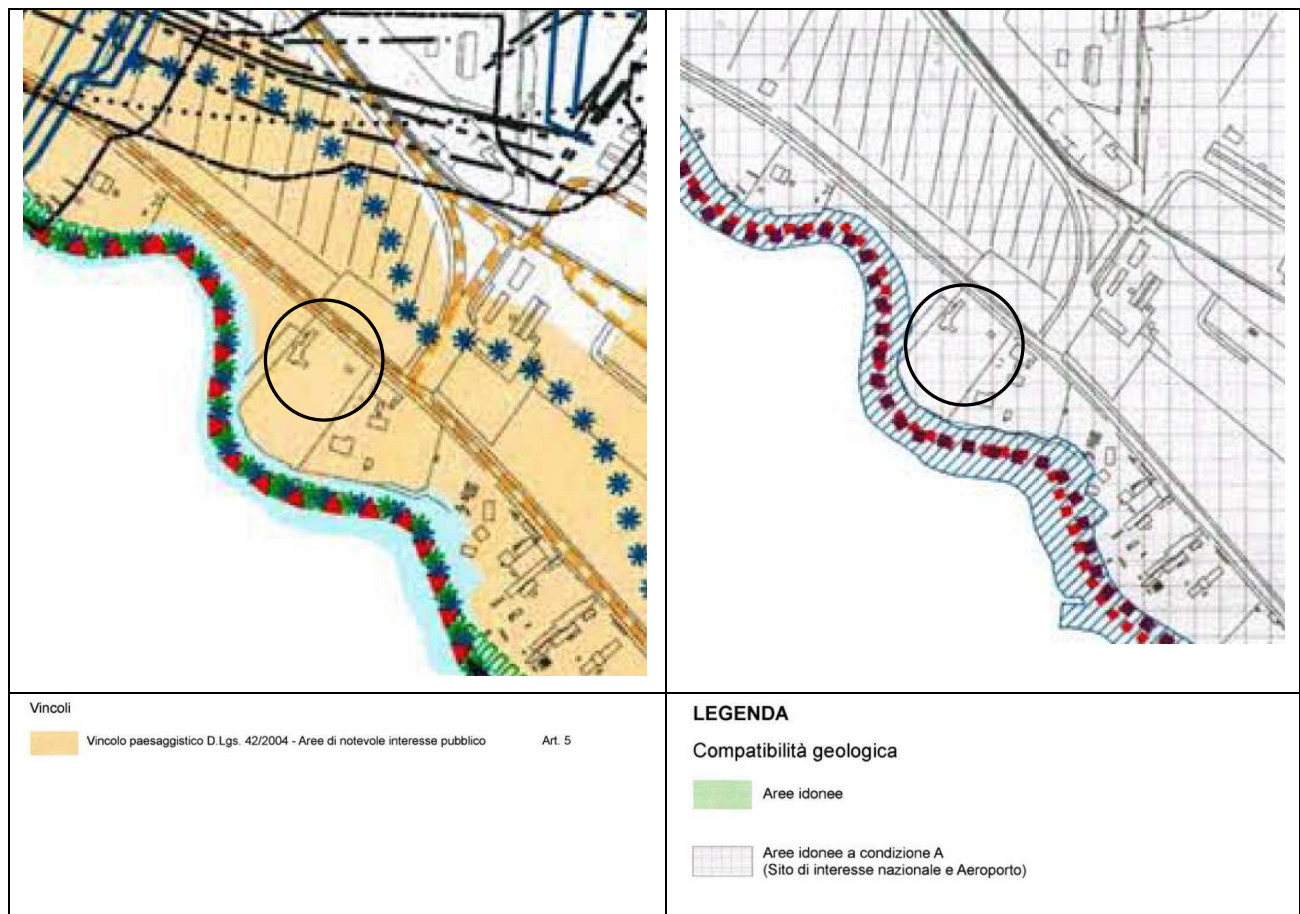 Vincoli
Vincolo paesaggistico D.Lgs. 42/2004 - Aree di notevole interesse pubblico Art. 5
LEGENDA
Compatibilità geologica
Aree idonee
Aree idonee a condizione A
(Sito di interesse nazionale e Aeroporto)